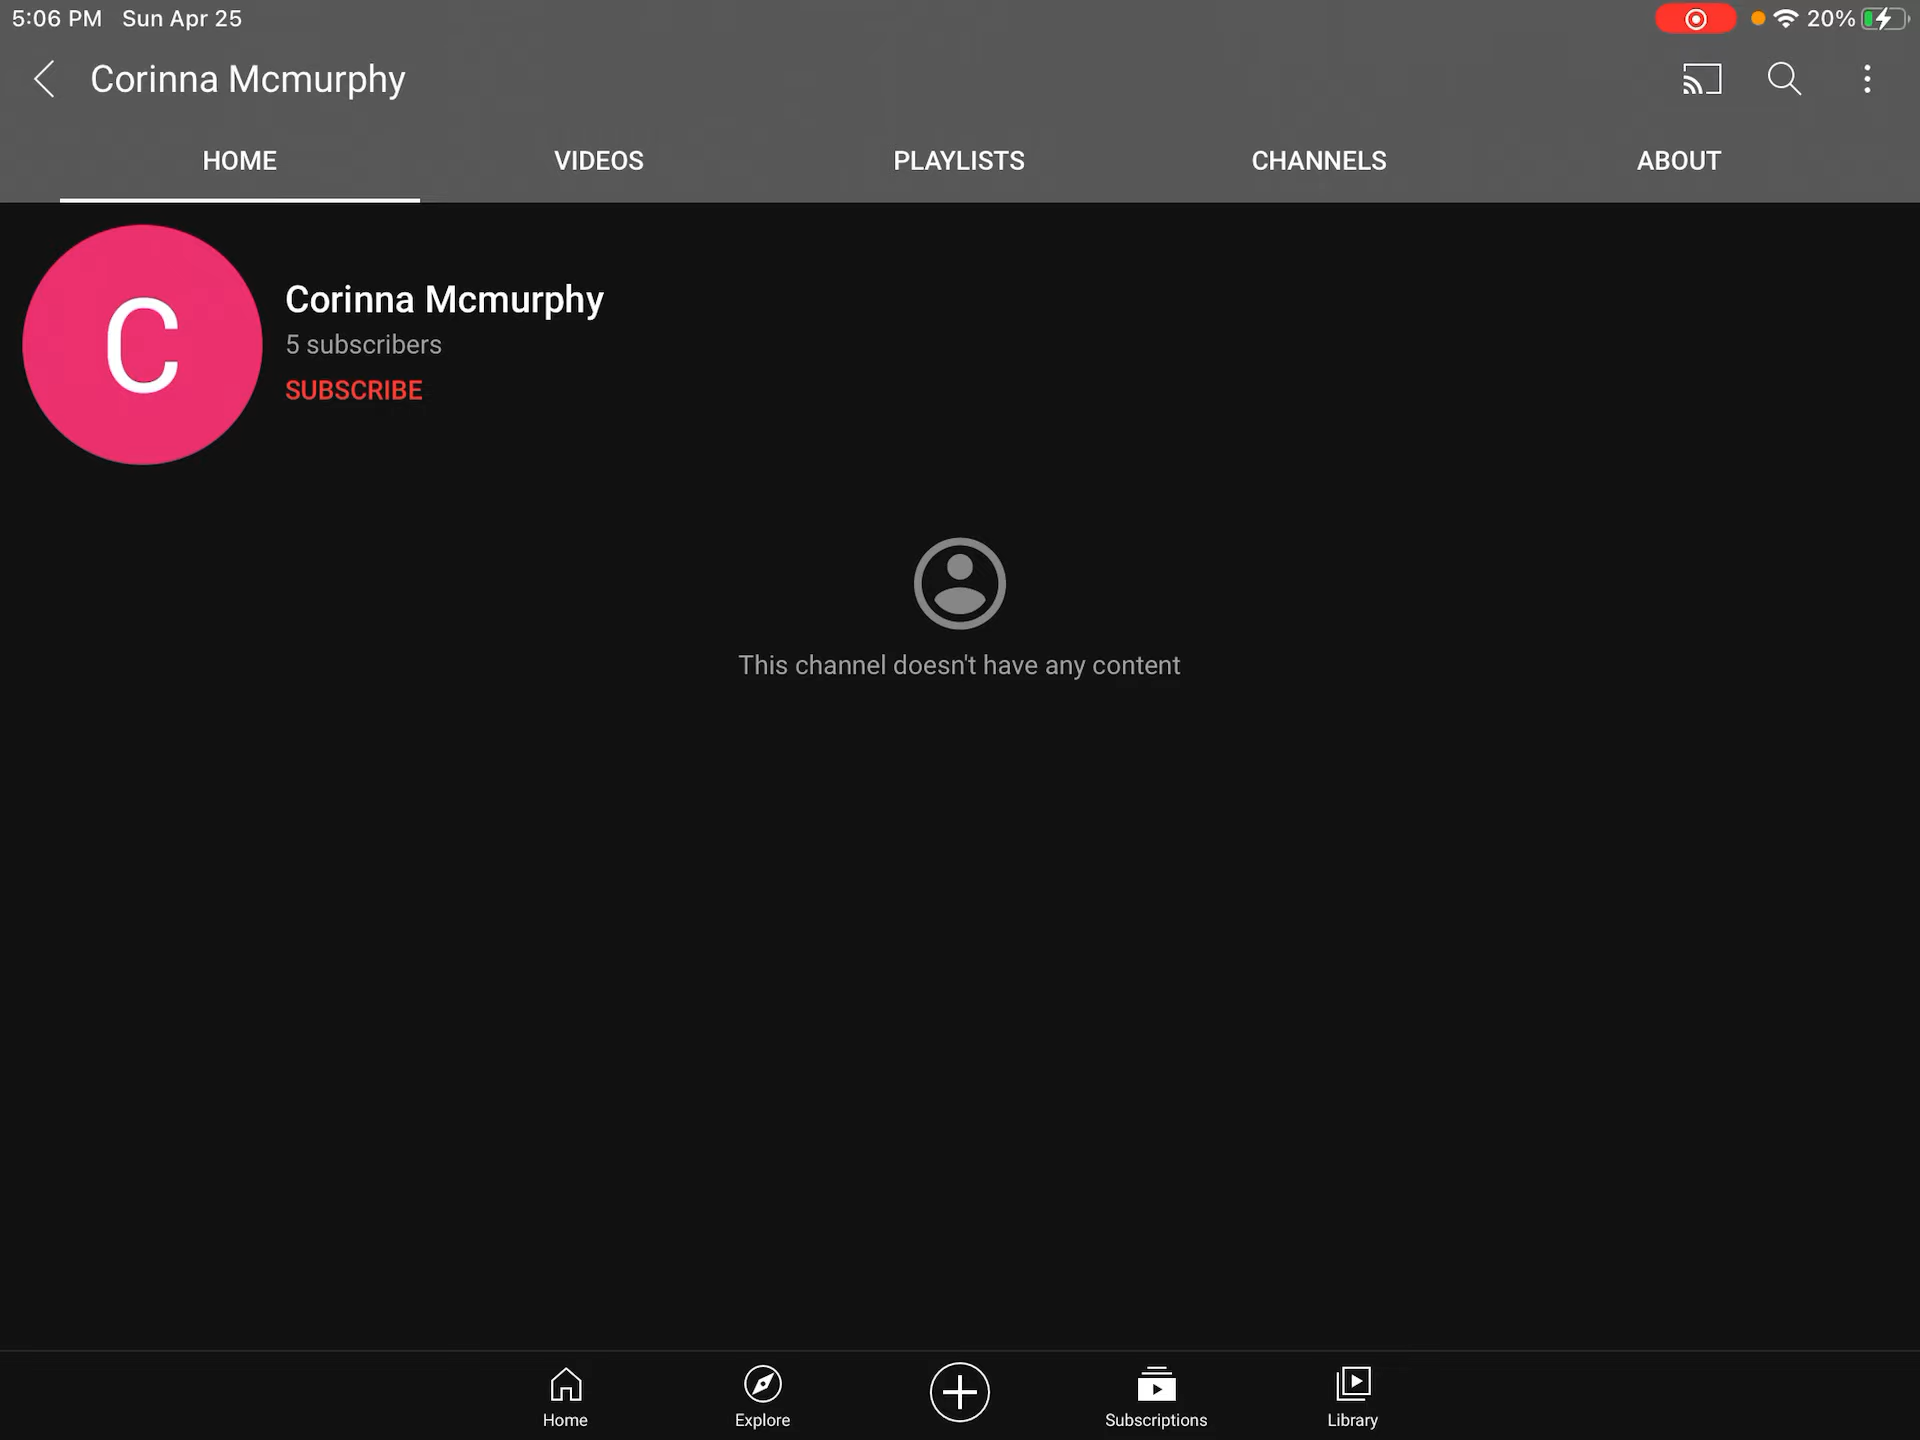 5:06 PM Sun Apr 25 20%
Corinna Mcmurphy
HOME VIDEOS PLAYLISTS CHANNELS ABOUT
C
Corinna Mcmurphy
5 subscribers
SUBSCRIBE
This channel doesn't have any content
Home Explore Subscriptions Library